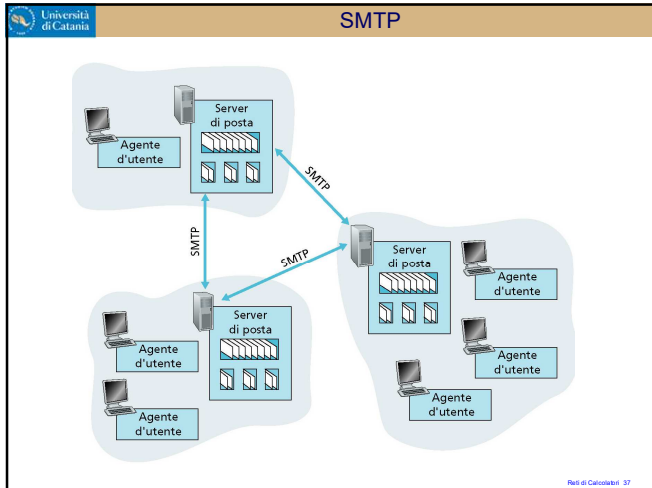 Università
di Catania
SMTP
Server
di posta
Agente
d'utente
SMTP
SMTP
SMTP
Server
di posta
Agente
d'utente
Agente
d'utente
Agente
d'utente
Server
di posta
Agente
d'utente
Agente
d'utente
Reti di Calcolatori 37